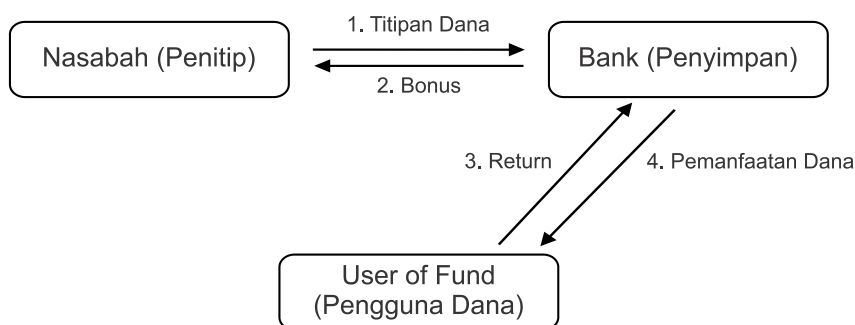 1. Titipan Dana
Nasabah (Penitip)
Bank (Penyimpan)
2. Bonus
3. Return
4. Pemanfaatan Dana
User of Fund
(Pengguna Dana)